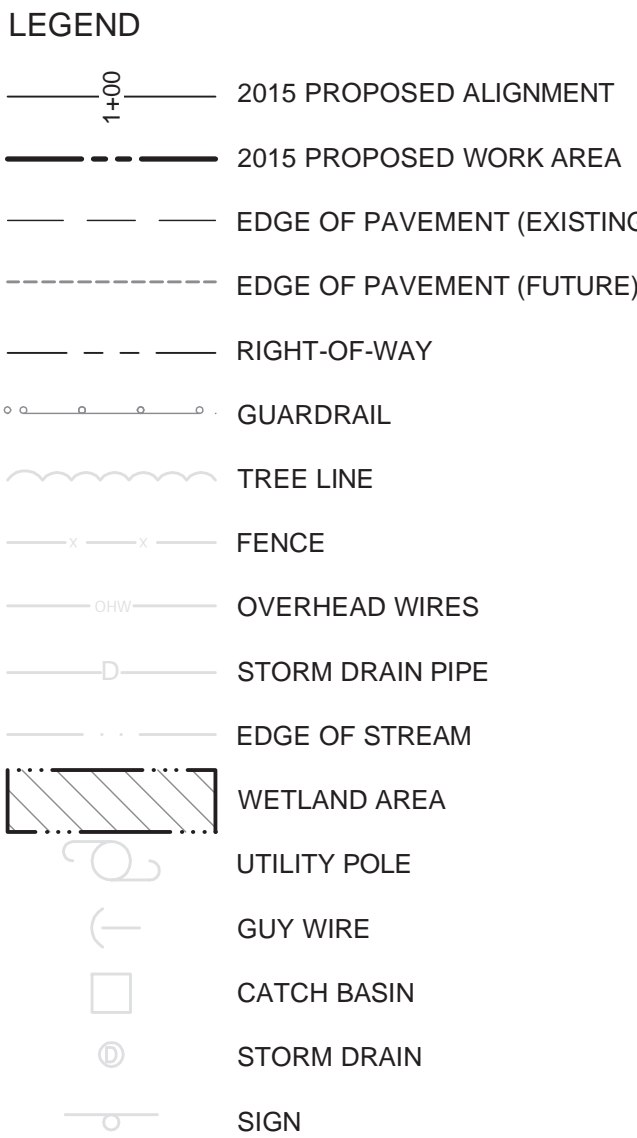 LEGEND
1+00 2015 PROPOSED ALIGNMENT
2015 PROPOSED WORK AREA
EDGE OF PAVEMENT (EXISTING
EDGE OF PAVEMENT (FUTURE)
RIGHT-OF-WAY
GUARDRAIL
TREE LINE
x x FENCE
OHW OVERHEAD WIRES
D STORM DRAIN PIPE
EDGE OF STREAM
WETLAND AREA
UTILITY POLE
GUY WIRE
CATCH BASIN
D STORM DRAIN
SIGN